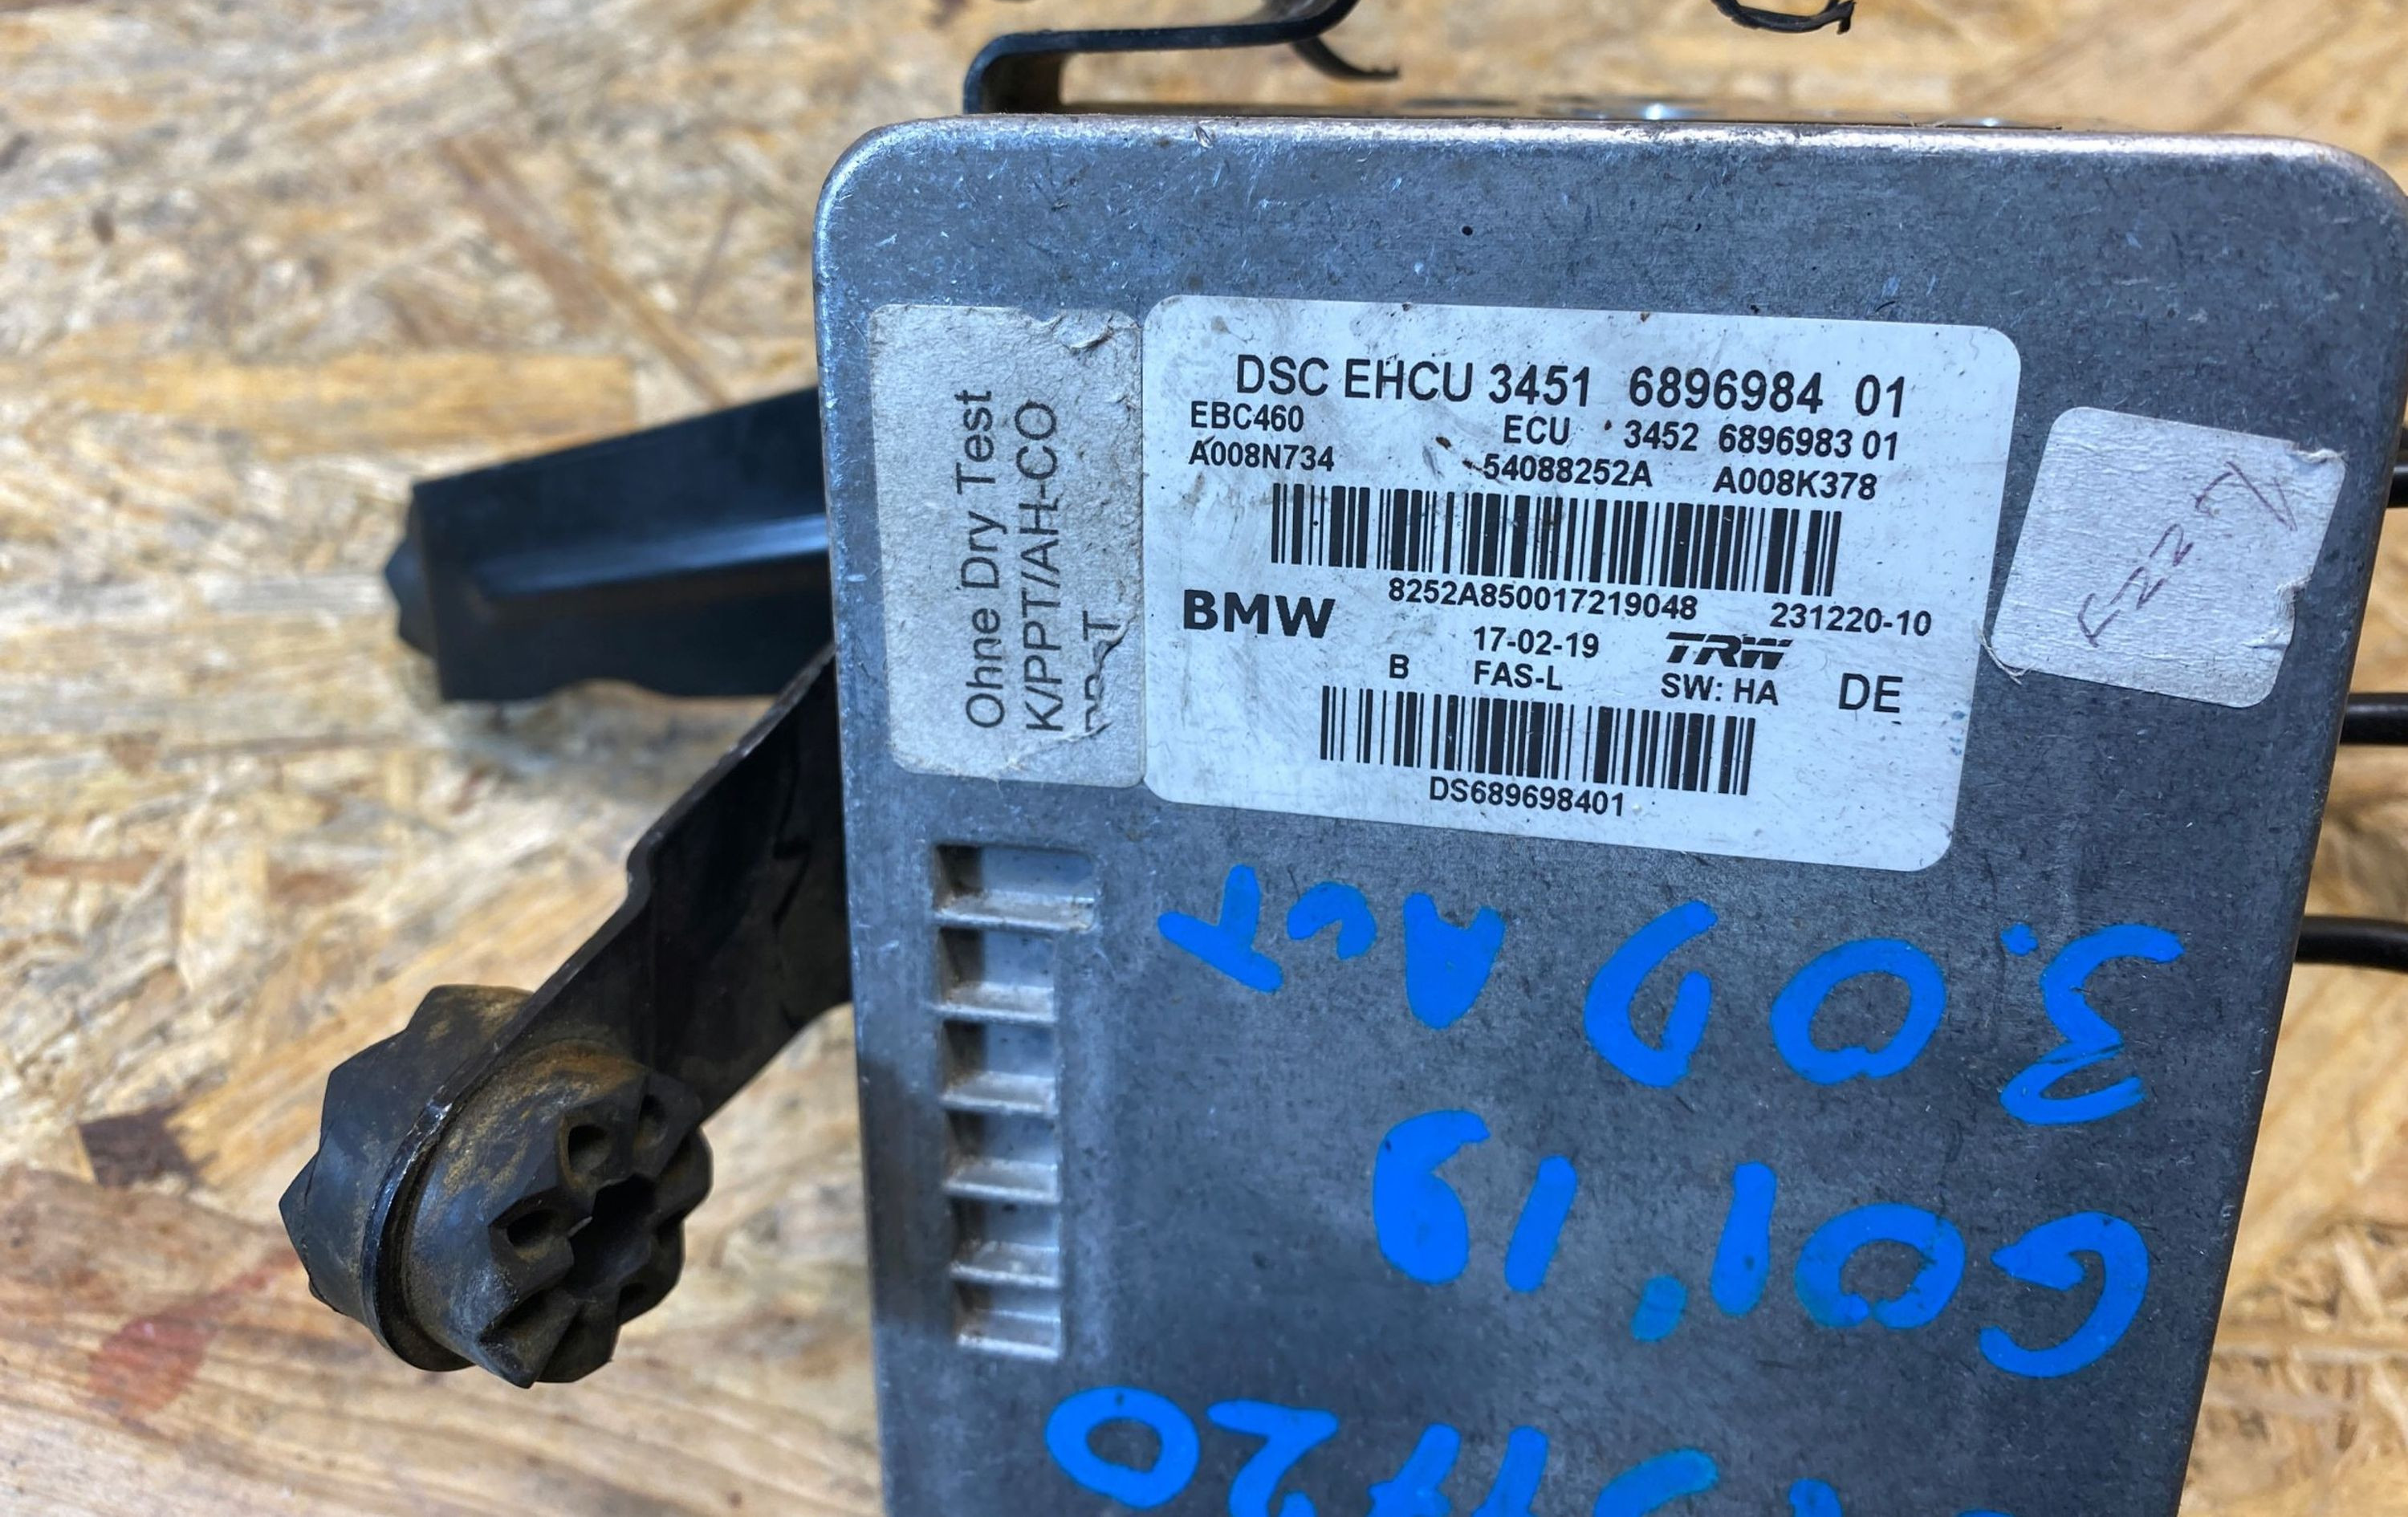 DSC EHCU 3451 6896984 01
EBC460 ECU 3452 6896983 01
A008N734 54088252A A008K378
8252A850017219048 231220-10
BMW 17-02-19 TRW
B FAS-L SW: HA DE
DS689698401
Ohne Dry Test
K/PPT/AH-CO
3.0D AUT
G01' 19